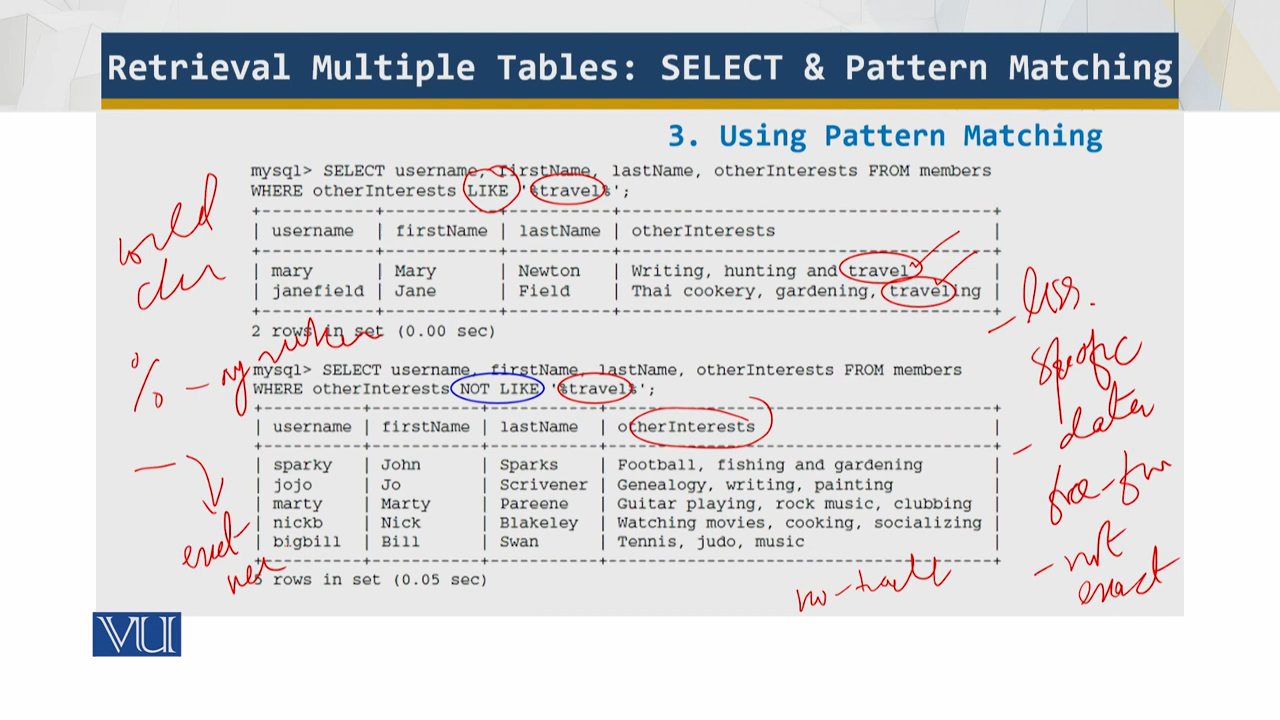 Retrieval Multiple Tables: SELECT & Pattern Matching
3. Using Pattern Matching
mysql> SELECT username, firstName, lastName, otherInterests FROM members
WHERE otherInterests LIKE '%travel%';
+-----------+-----------+----------+-----------------------------------+
| username | firstName | lastName | otherInterests |
+-----------+-----------+----------+-----------------------------------+
| mary | Mary | Newton | Writing, hunting and travel |
| janefield | Jane | Field | Thai cookery, gardening, traveling |
+-----------+-----------+----------+-----------------------------------+
2 rows in set (0.00 sec)
mysql> SELECT username, firstName, lastName, otherInterests FROM members
WHERE otherInterests NOT LIKE '%travel%';
+-----------+-----------+----------+-----------------------------------+
| username | firstName | lastName | otherInterests |
+-----------+-----------+----------+-----------------------------------+
| sparky | John | Sparks | Football, fishing and gardening |
| jojo | Jo | Scrivener | Genealogy, writing, painting |
| marty | Marty | Pareene | Guitar playing, rock music, clubbing |
| nickb | Nick | Blakeley | Watching movies, cooking, socializing |
| bigbill | Bill | Swan | Tennis, judo, music |
+-----------+-----------+----------+-----------------------------------+
5 rows in set (0.05 sec)
%
- less
specific
- data
free-
- not
exact
VU